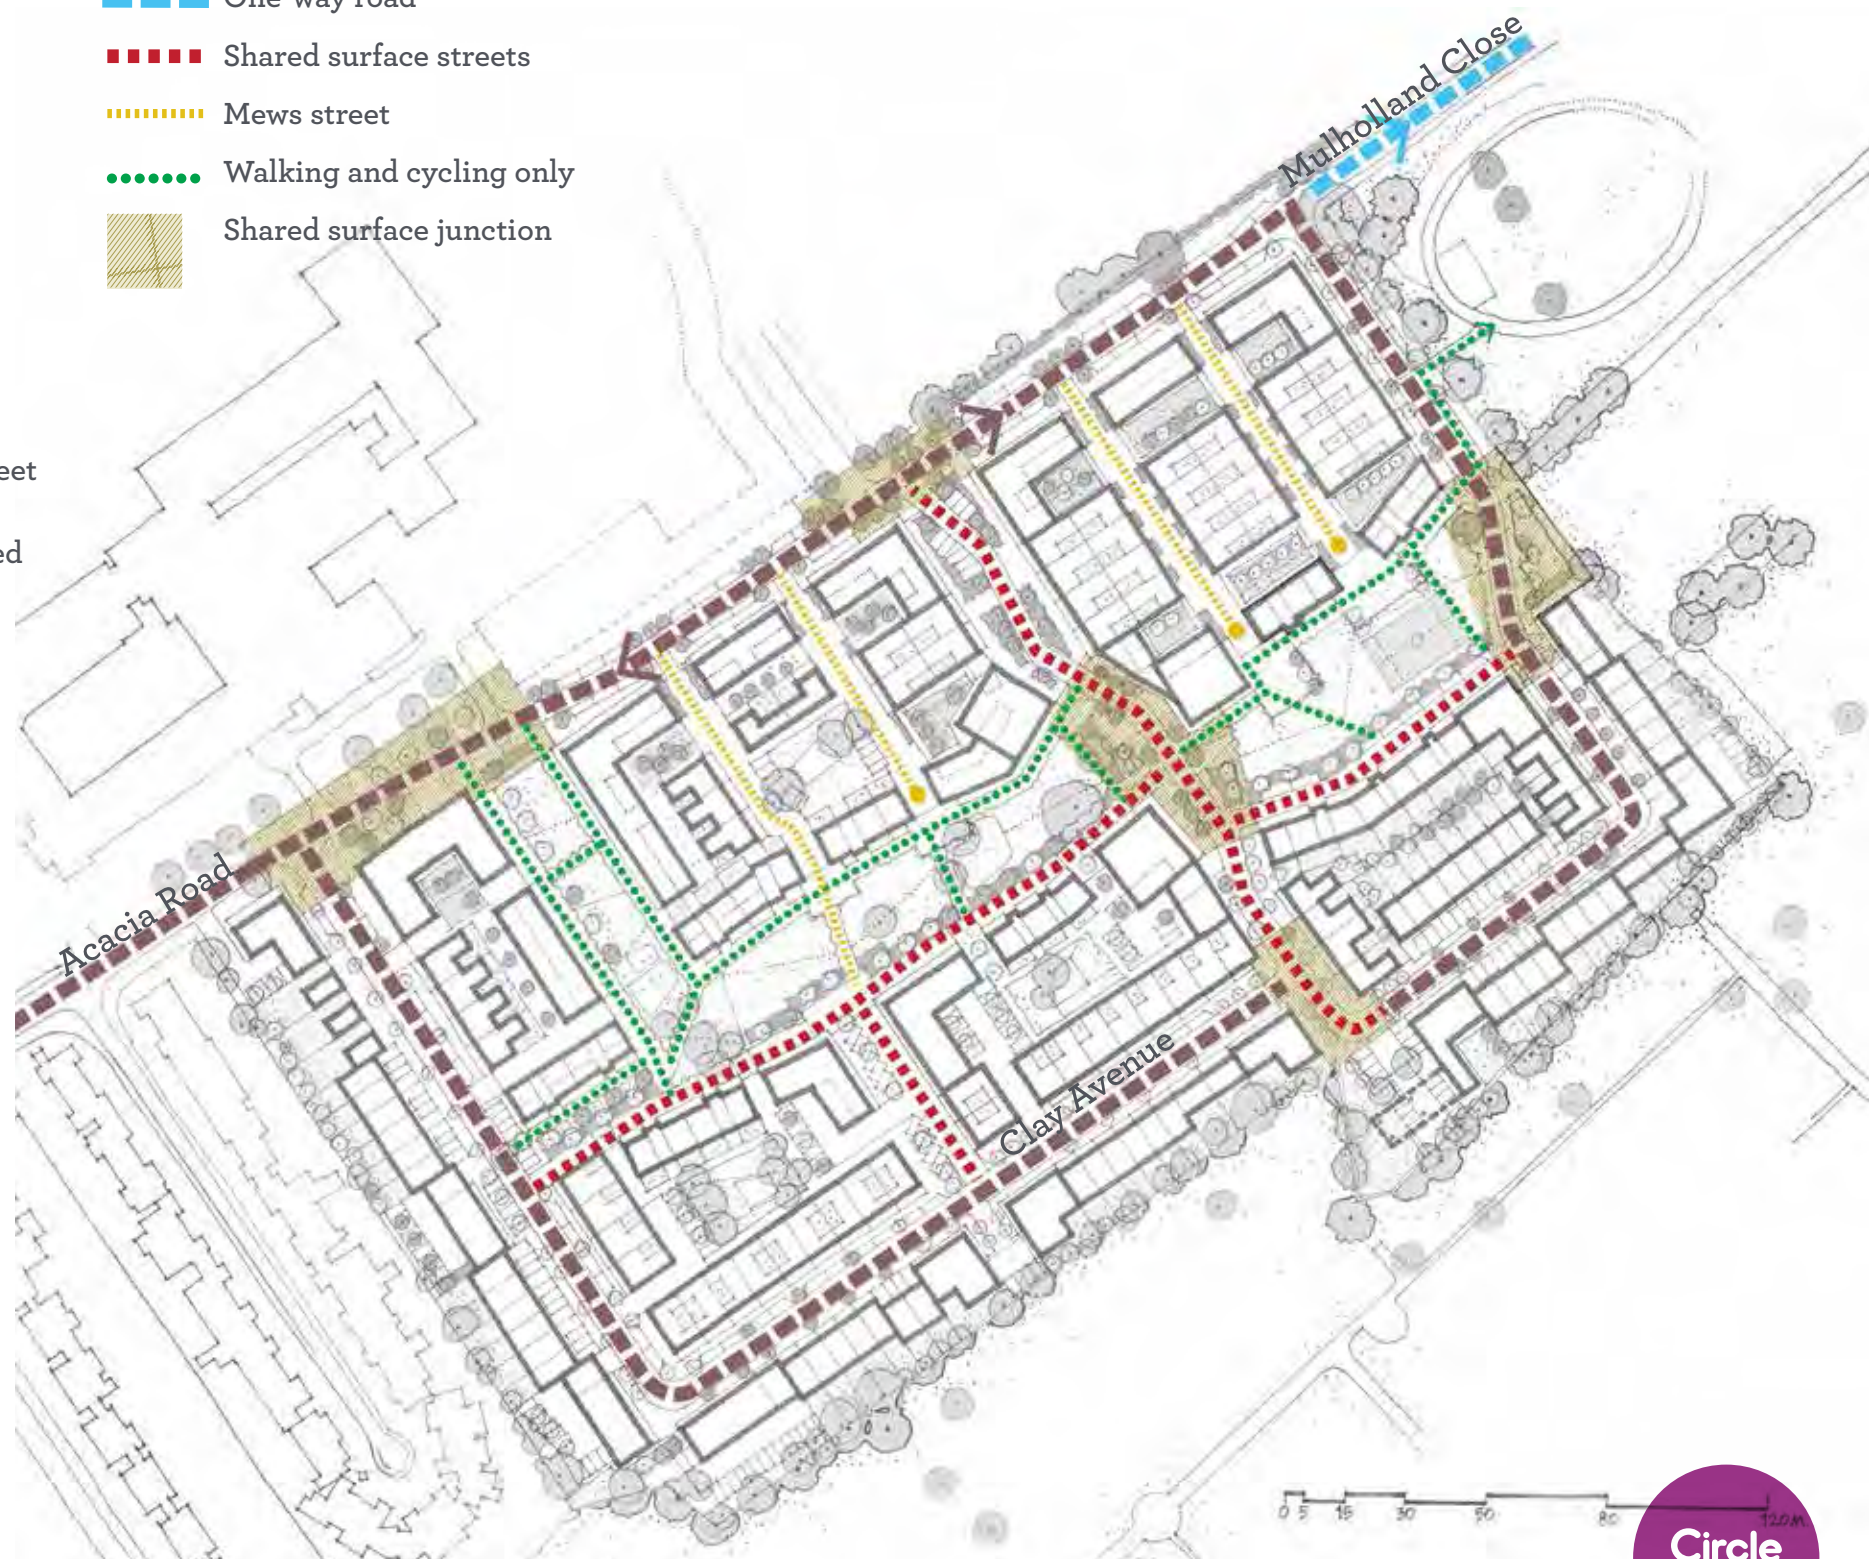 One-way road
Shared surface streets
Mews street
Walking and cycling only
Shared surface junction
eet
ed
Mulholland Close
Acacia Road
Clay Avenue
0 5 15 30 50 80 120m
Circle